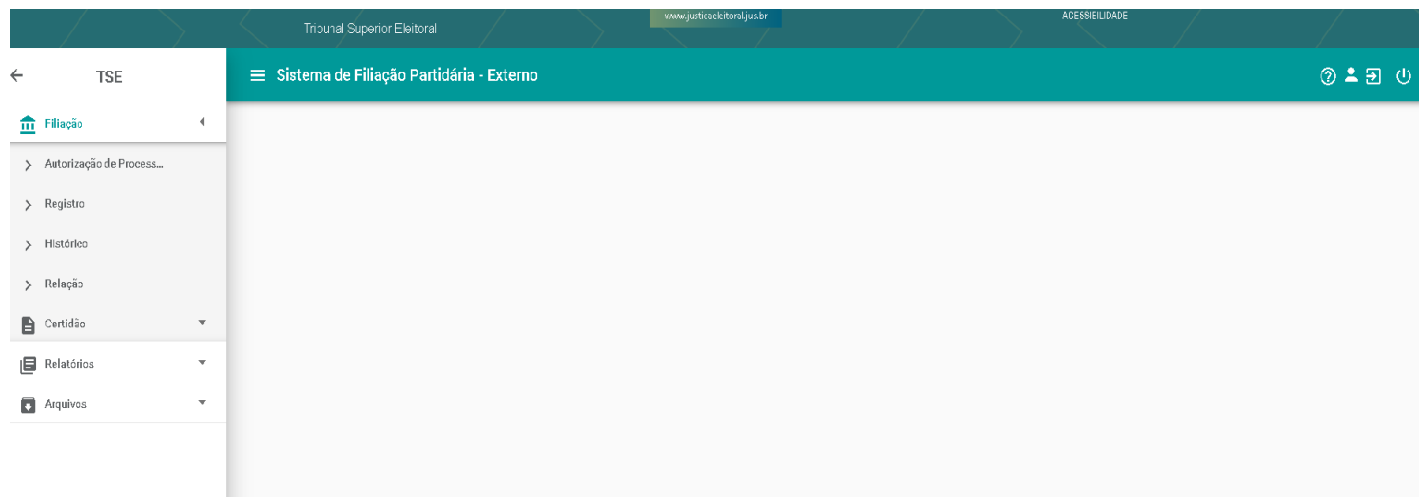 www.justicaeleitoral.jus.br
ACESSIBILIDADE
Tribunal Superior Eleitoral
TSE
Sistema de Filiação Partidária - Externo
Filiação
Autorização de Process...
Registro
Histórico
Relação
Certidão
Relatórios
Arquivos